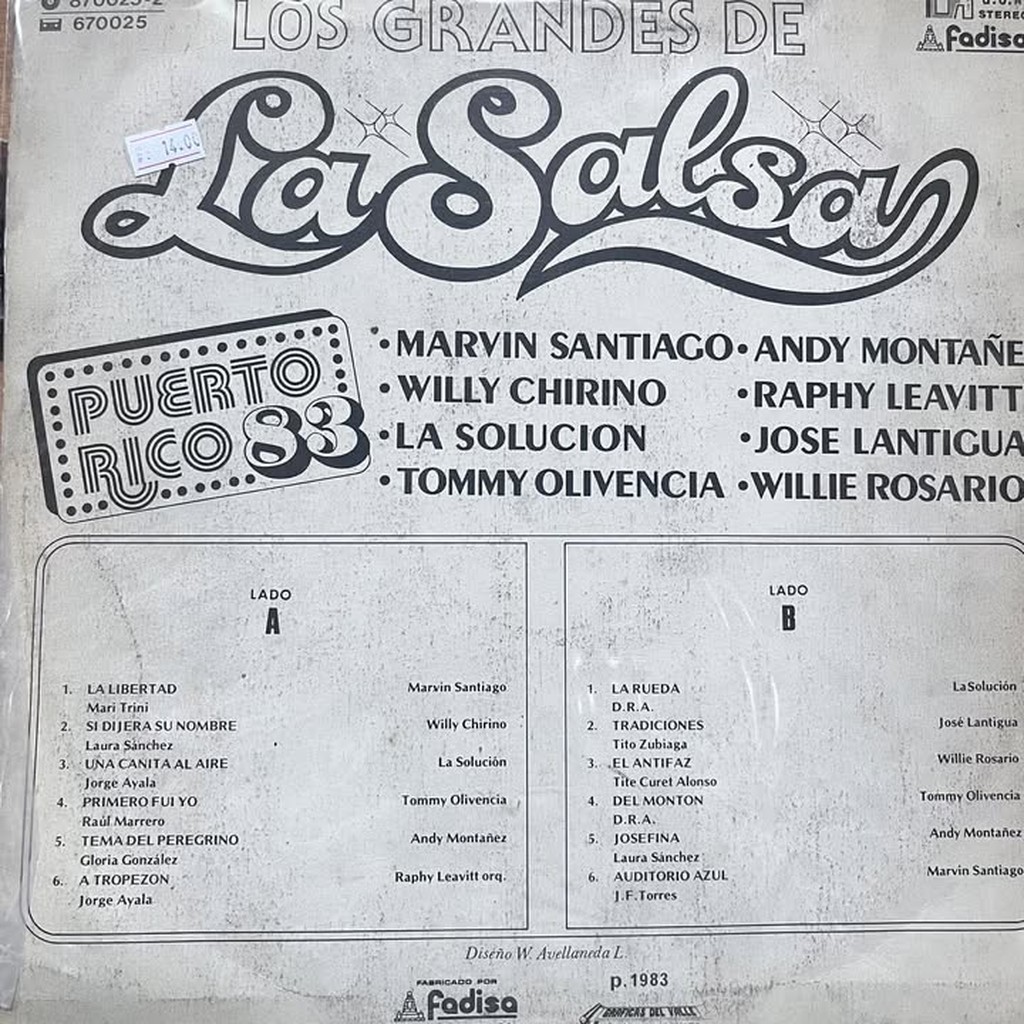 670025
LOS GRANDES DE
STEREO
Fadisa
La Salsa
14.00
PUERTO
RICO 83
• MARVIN SANTIAGO • ANDY MONTAÑE
• WILLY CHIRINO • RAPHY LEAVITT
• LA SOLUCION • JOSE LANTIGUA
• TOMMY OLIVENCIA • WILLIE ROSARIO
LADO
A
1. LA LIBERTAD Marvin Santiago
Mari Trini
2. SI DIJERA SU NOMBRE Willy Chirino
Laura Sánchez
3. UNA CANITA AL AIRE La Solución
Jorge Ayala
4. PRIMERO FUI YO Tommy Olivencia
Raúl Marrero
5. TEMA DEL PEREGRINO Andy Montañez
Gloria González
6. A TROPEZON Raphy Leavitt orq.
Jorge Ayala
LADO
B
1. LA RUEDA La Solución
D.R.A.
2. TRADICIONES José Lantigua
Tito Zubiaga
3. EL ANTIFAZ Willie Rosario
Tite Curet Alonso
4. DEL MONTON Tommy Olivencia
D.R.A.
5. JOSEFINA Andy Montañez
Laura Sánchez
6. AUDITORIO AZUL Marvin Santiago
J.F. Torres
Diseño W. Avellaneda L.
FABRICADO POR
Fadisa
p. 1983
GRAFICAS DEL VALLE